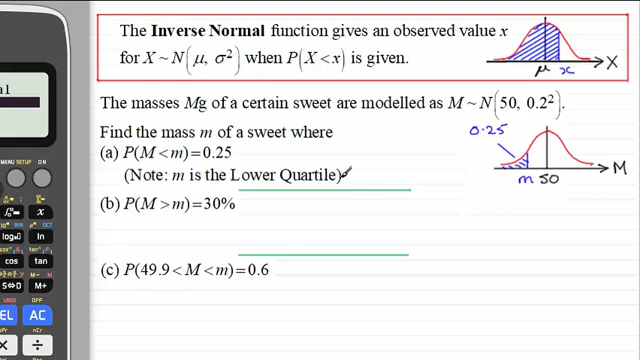 The Inverse Normal function gives an observed value x
for X ~ N(μ, σ²) when P(X < x) is given.
μ x X
The masses Mg of a certain sweet are modelled as M ~ N(50, 0.2²).
Find the mass m of a sweet where
0.25
(a) P(M < m) = 0.25
(Note: m is the Lower Quartile)
m 50 M
(b) P(M > m) = 30%
(c) P(49.9 < M < m) = 0.6
al
MENU SETUP ON
x
log ln
cos tan
S⇔D M+
EL AC
× ÷